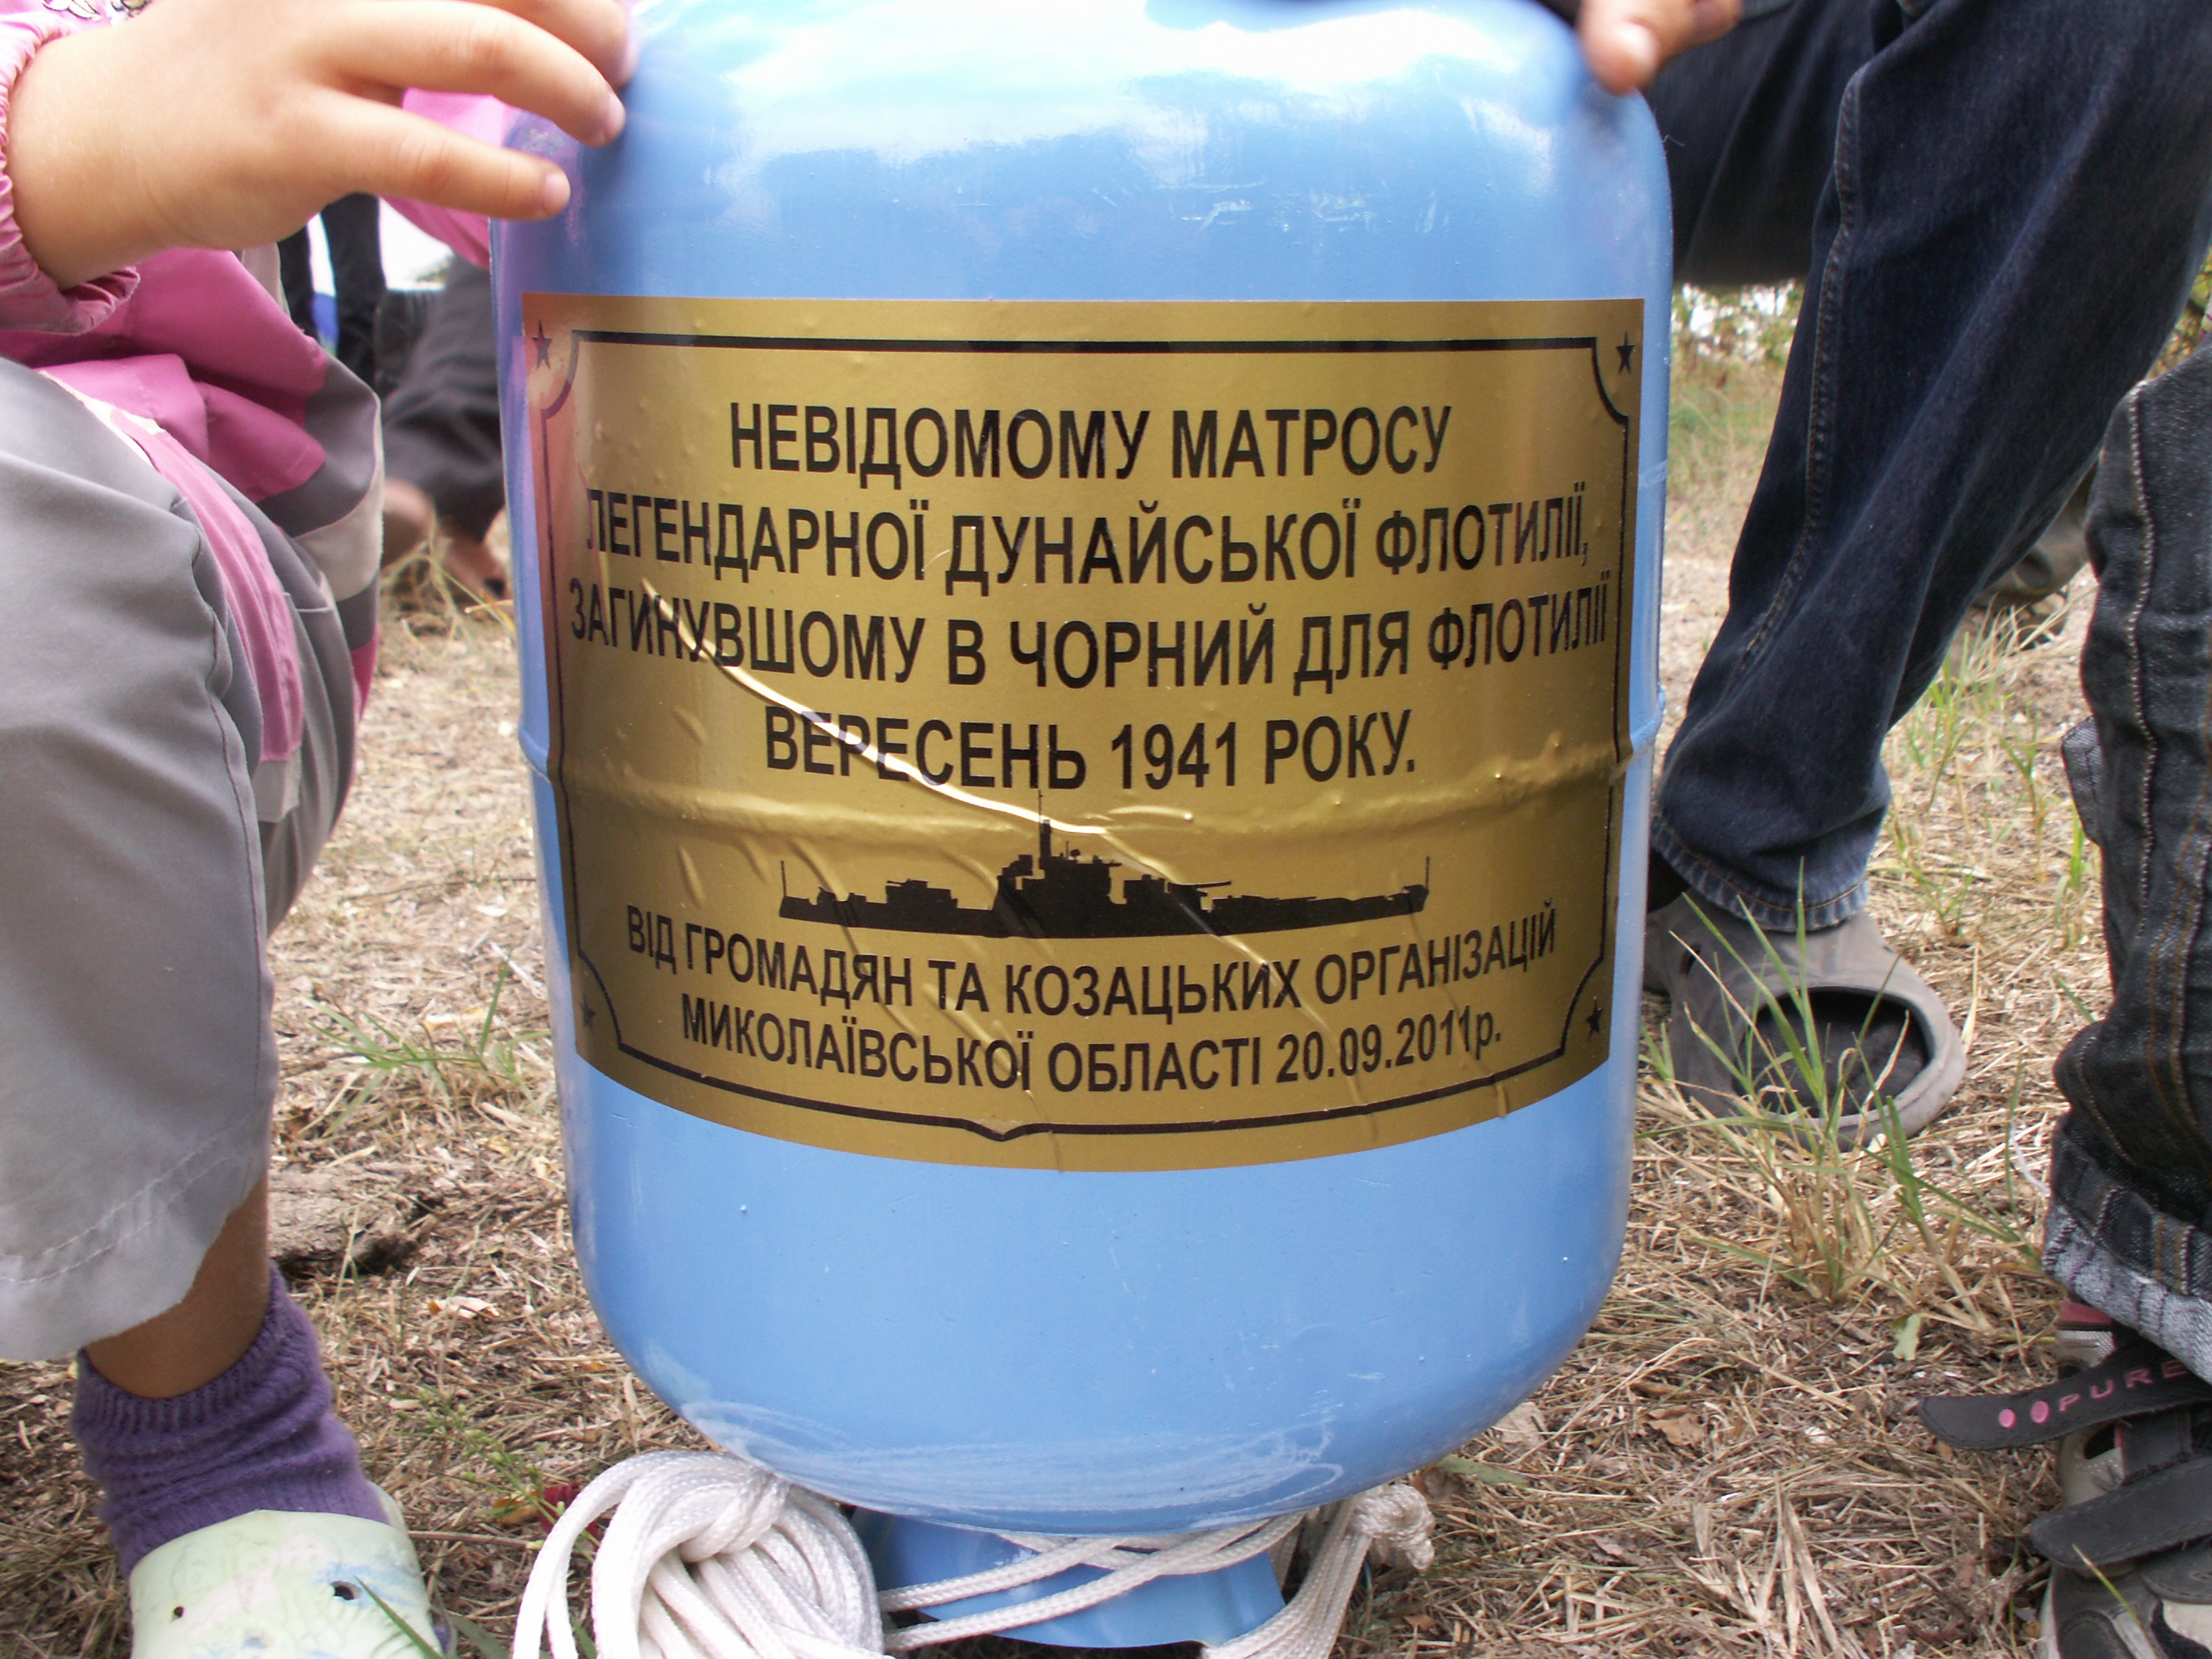 НЕВІДОМОМУ МАТРОСУ
ЛЕГЕНДАРНОЇ ДУНАЙСЬКОЇ ФЛОТИЛІЇ,
ЗАГИНУВШОМУ В ЧОРНИЙ ДЛЯ ФЛОТИЛІЇ
ВЕРЕСЕНЬ 1941 РОКУ.
ВІД ГРОМАДЯН ТА КОЗАЦЬКИХ ОРГАНІЗАЦІЙ
МИКОЛАЇВСЬКОЇ ОБЛАСТІ 20.09.2011р.
PURE